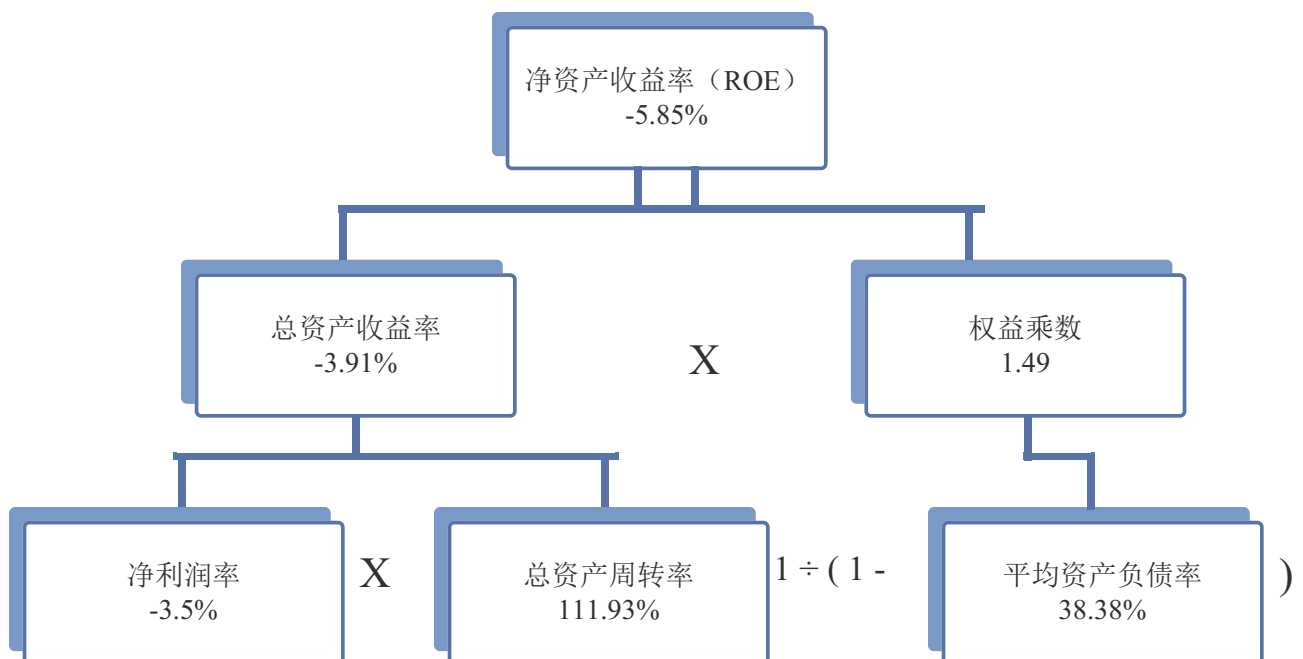 净资产收益率（ROE）
-5.85%
总资产收益率
-3.91%
X
权益乘数
1.49
净利润率
-3.5%
X
总资产周转率
111.93%
1 ÷ ( 1 -
平均资产负债率
38.38%
)